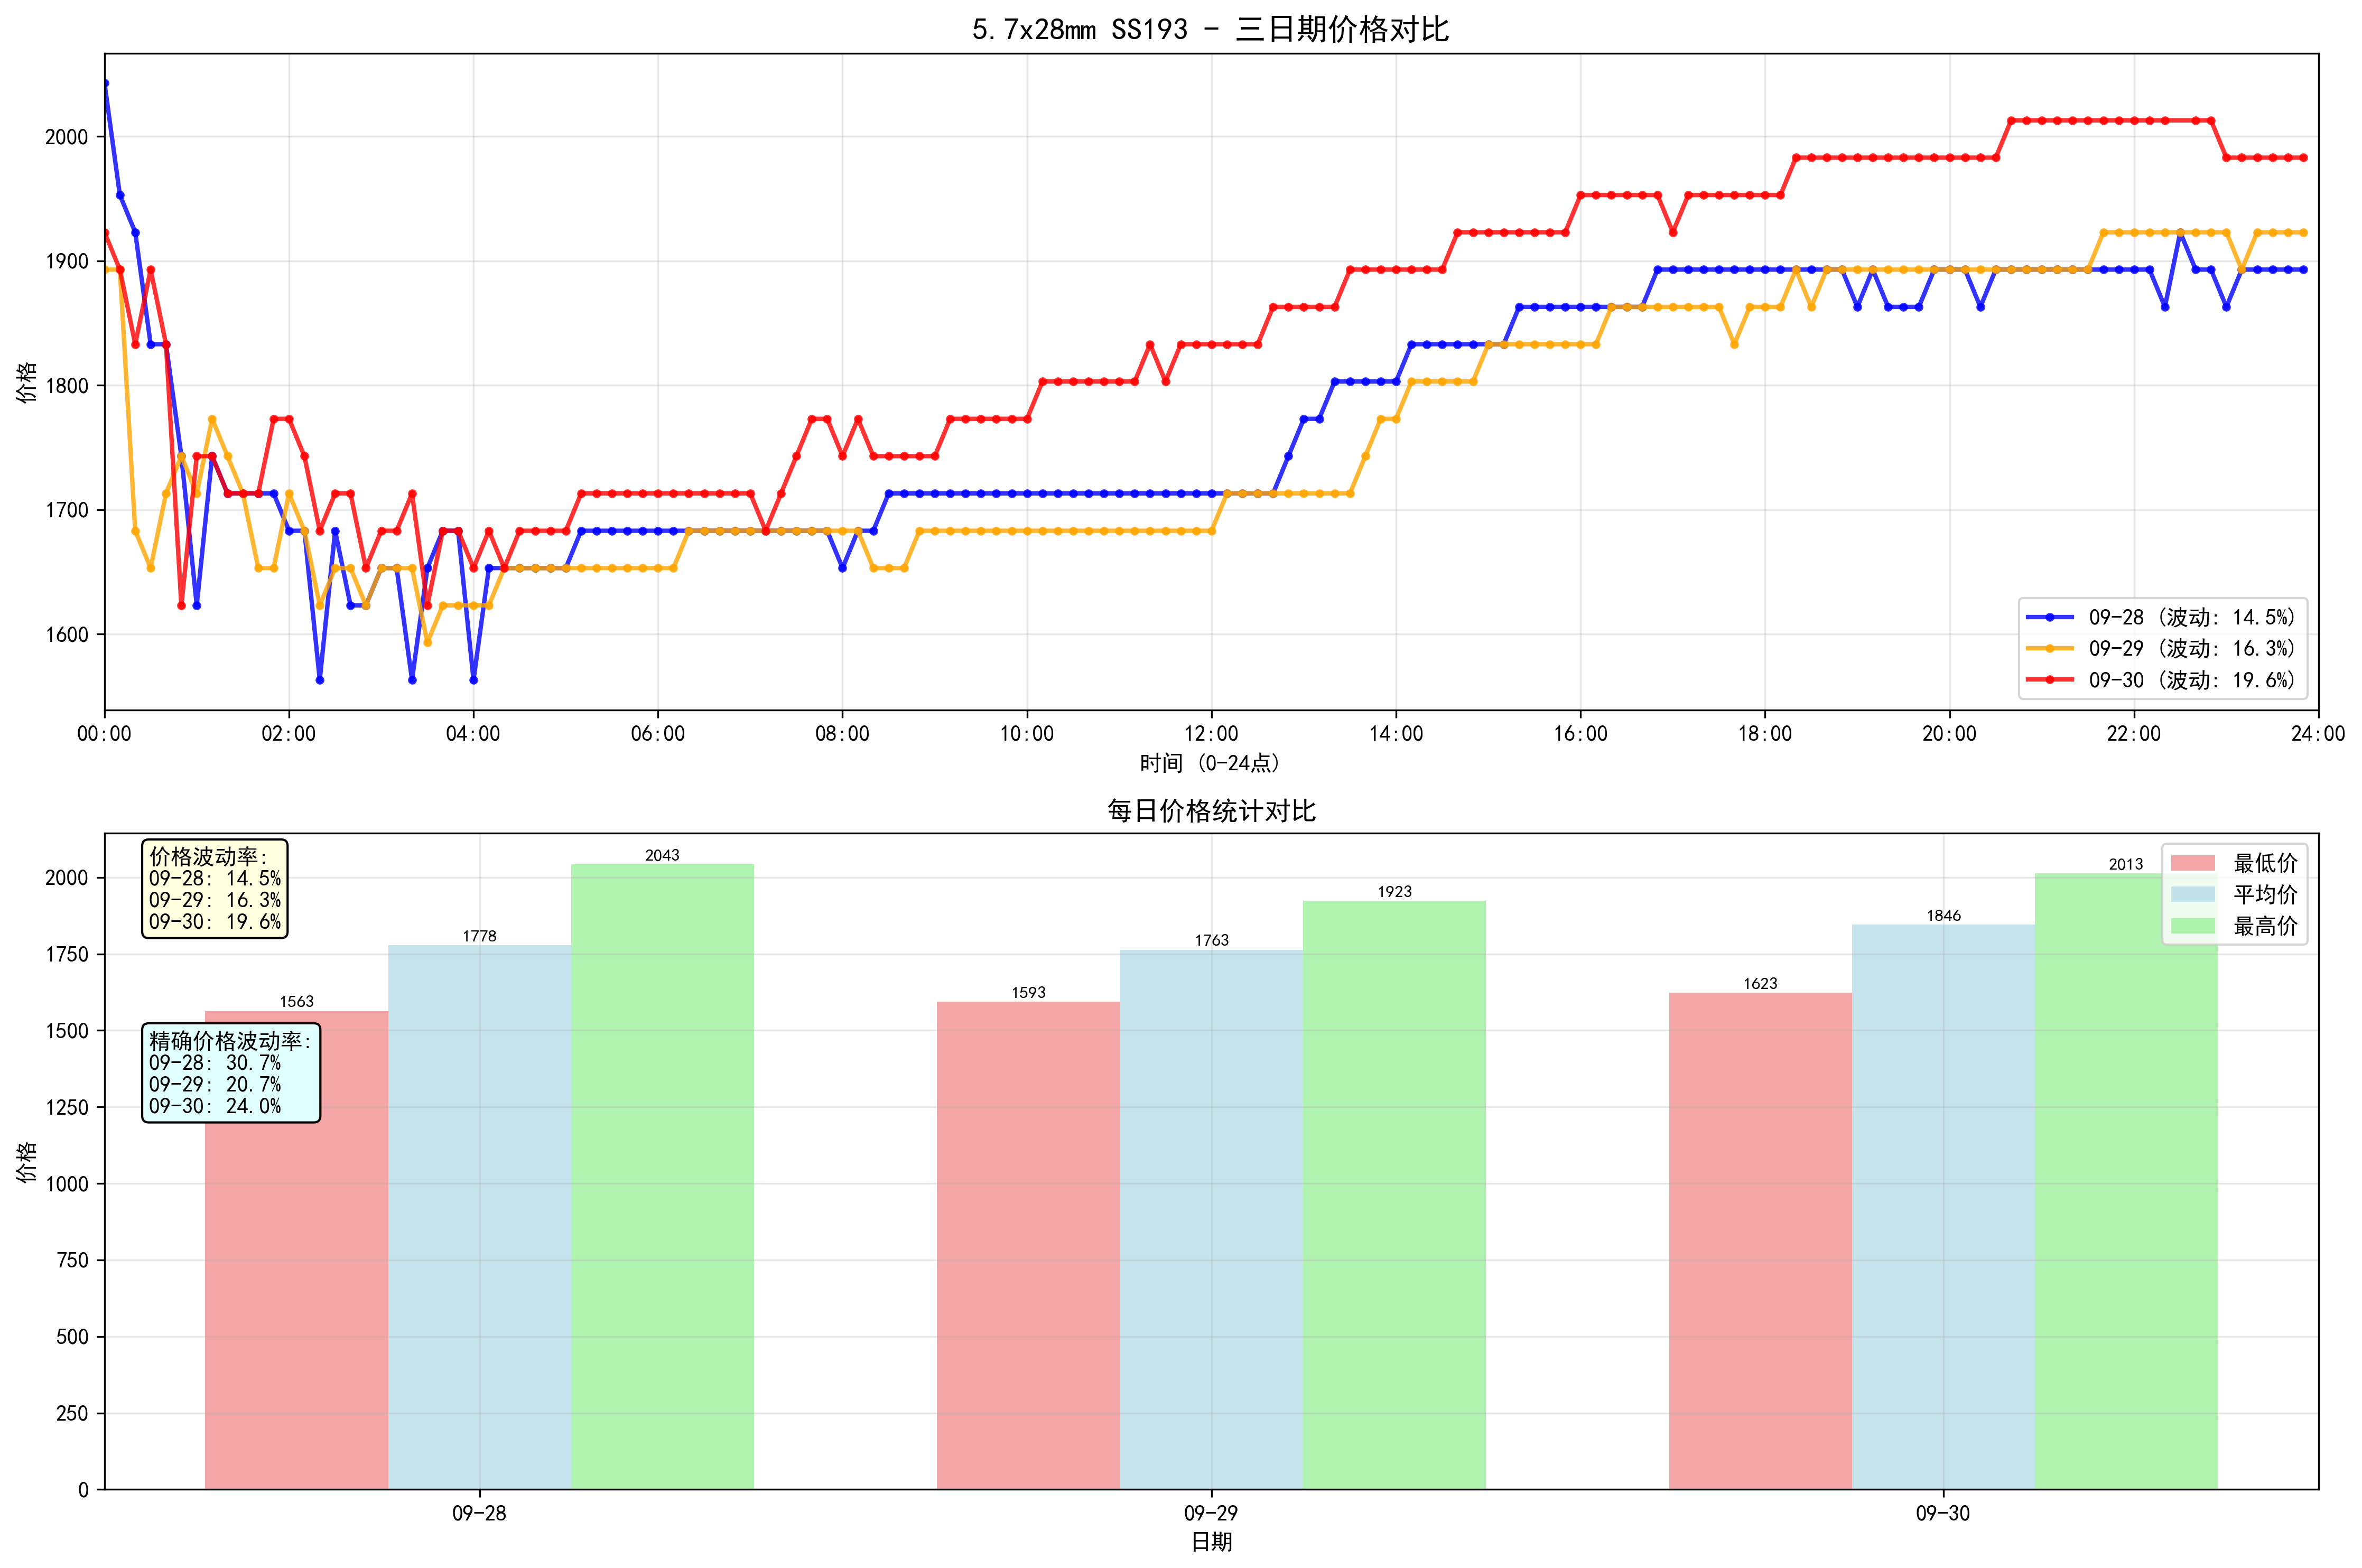 5.7x28mm SS193 - 三日期价格对比
价格
2000
1900
1800
1700
1600
09-28 (波动: 14.5%)
09-29 (波动: 16.3%)
09-30 (波动: 19.6%)
00:00 02:00 04:00 06:00 08:00 10:00 12:00 14:00 16:00 18:00 20:00 22:00 24:00
时间 (0-24点)
每日价格统计对比
价格
2000
1750
1500
1250
1000
750
500
250
0
价格波动率:
09-28: 14.5%
09-29: 16.3%
09-30: 19.6%
精确价格波动率:
09-28: 30.7%
09-29: 20.7%
09-30: 24.0%
1563
1778
2043
1593
1763
1923
1623
1846
2013
最低价
平均价
最高价
09-28 09-29 09-30
日期